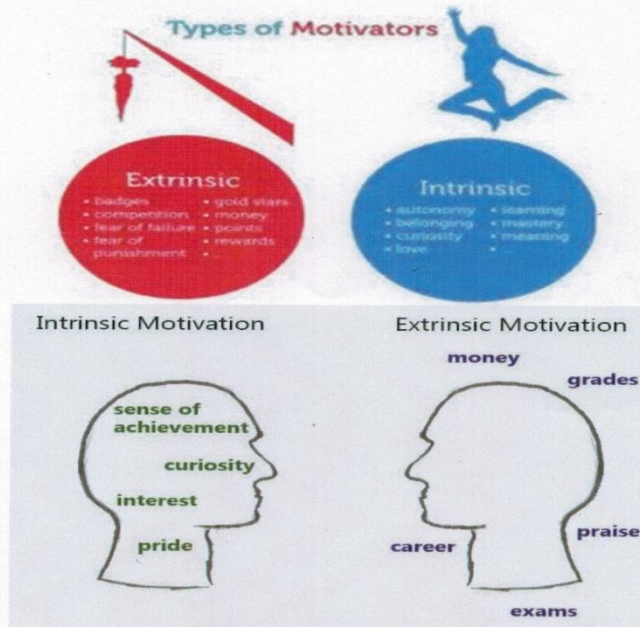 Types of Motivators
Extrinsic
• badges
• competition
• fear of failure
• fear of
punishment
• gold stars
• money
• points
• rewards
•
Intrinsic
• autonomy
• belonging
• curiosity
• love
• learning
• mastery
• meaning
•
Intrinsic Motivation
sense of
achievement
curiosity
interest
pride
Extrinsic Motivation
money
grades
praise
career
exams